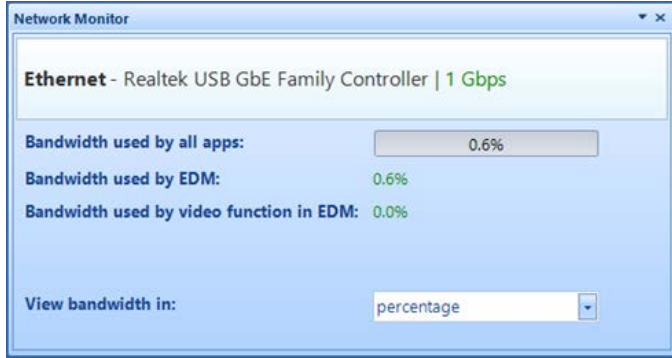 Network Monitor
Ethernet - Realtek USB GbE Family Controller | 1 Gbps
Bandwidth used by all apps: 0.6%
Bandwidth used by EDM: 0.6%
Bandwidth used by video function in EDM: 0.0%
View bandwidth in: percentage